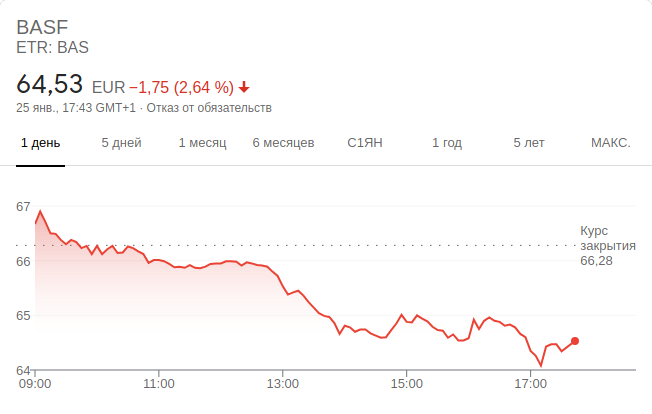 BASF
ETR: BAS
64,53 EUR −1,75 (2,64 %)
25 янв., 17:43 GMT+1 · Отказ от обязательств
1 день 5 дней 1 месяц 6 месяцев С1ЯН 1 год 5 лет МАКС.
67
Курс
закрытия
66,28
66
65
64
09:00 11:00 13:00 15:00 17:00